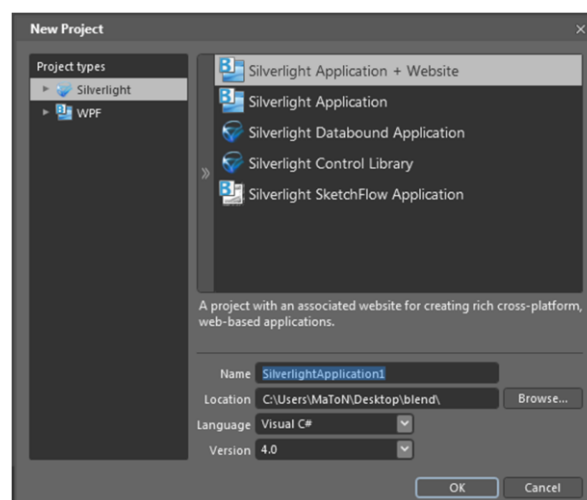 New Project
Project types
Silverlight
WPF
Silverlight Application + Website
Silverlight Application
Silverlight Databound Application
Silverlight Control Library
Silverlight SketchFlow Application
A project with an associated website for creating rich cross-platform,
web-based applications.
Name SilverlightApplication1
Location C:\Users\MaToN\Desktop\blend\ Browse...
Language Visual C#
Version 4.0
OK Cancel